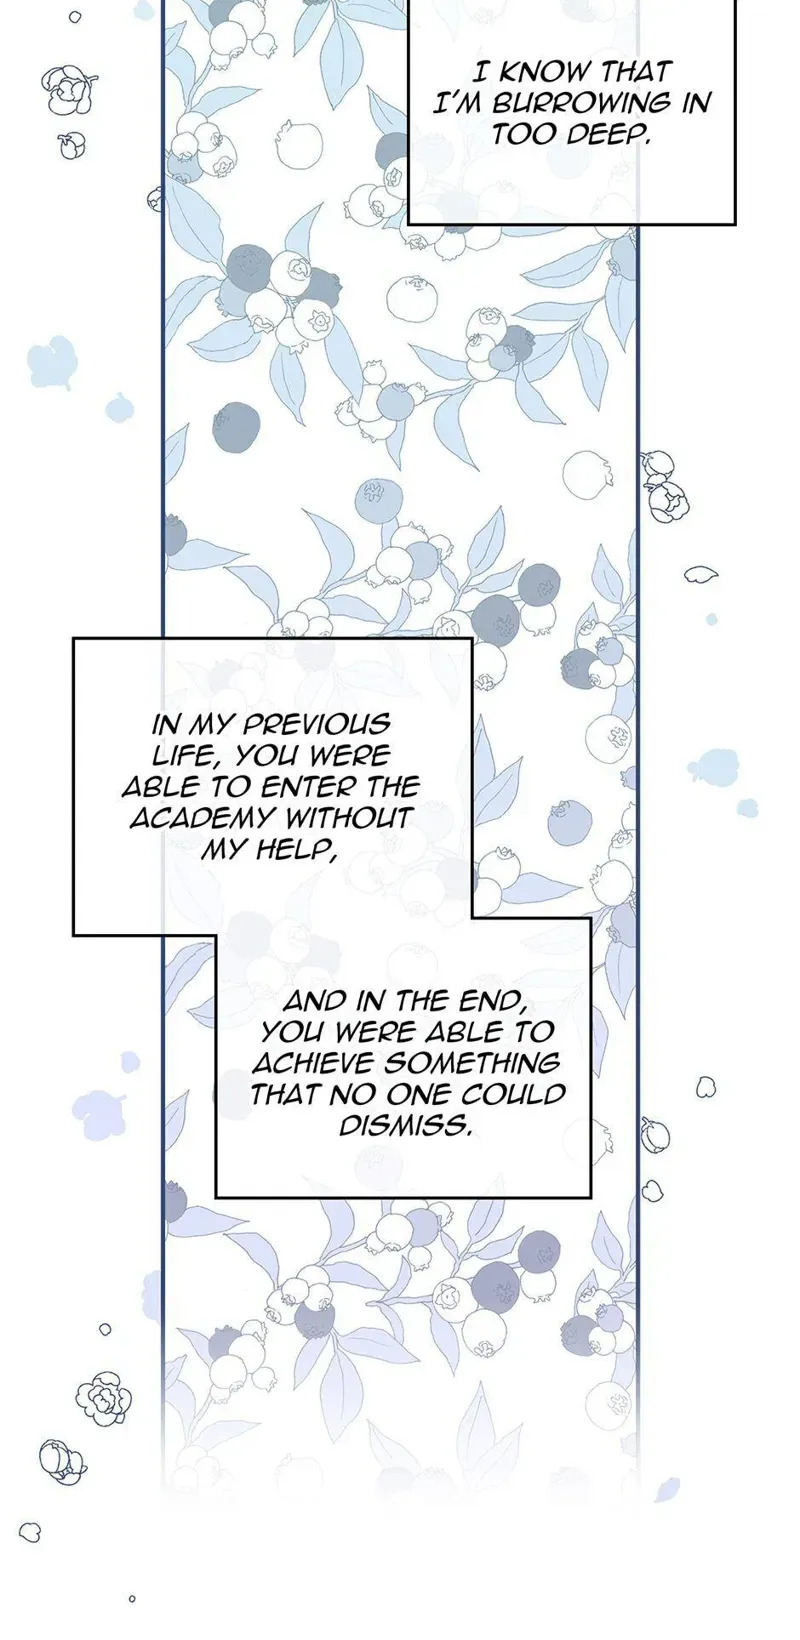 I KNOW THAT
I'M BURROWING IN
TOO DEEP.
IN MY PREVIOUS
LIFE, YOU WERE
ABLE TO ENTER THE
ACADEMY WITHOUT
MY HELP,
AND IN THE END,
YOU WERE ABLE TO
ACHIEVE SOMETHING
THAT NO ONE COULD
DISMISS.